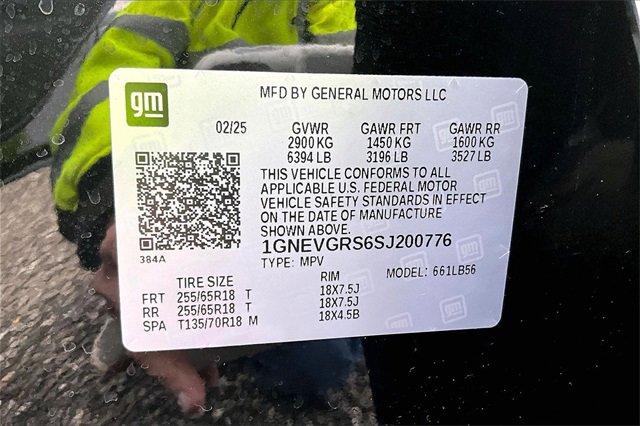 gm
MFD BY GENERAL MOTORS LLC
02/25 GVWR GAWR FRT GAWR RR
2900 KG 1450 KG 1600 KG
6394 LB 3196 LB 3527 LB
THIS VEHICLE CONFORMS TO ALL
APPLICABLE U.S. FEDERAL MOTOR
VEHICLE SAFETY STANDARDS IN EFFECT
ON THE DATE OF MANUFACTURE
SHOWN ABOVE.
384A
1GNEVGRS6SJ200776
TYPE: MPV MODEL: 661LB56
TIRE SIZE RIM
FRT 255/65R18 T 18X7.5J
RR 255/65R18 T 18X7.5J
SPA T135/70R18 M 18X4.5B